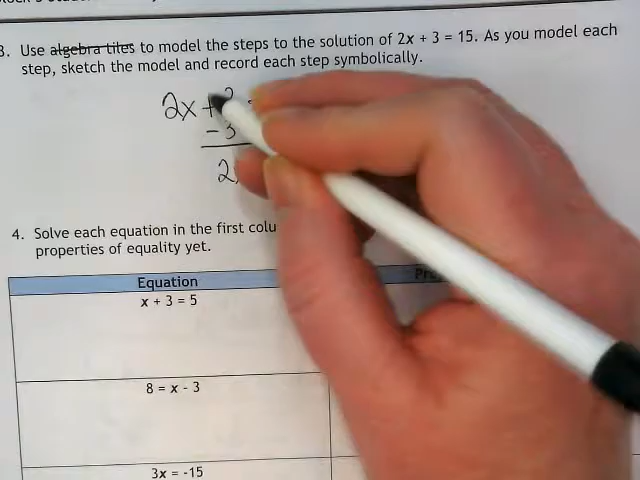 3. Use algebra tiles to model the steps to the solution of 2x + 3 = 15. As you model each
step, sketch the model and record each step symbolically.
2x +
- 3
2
4. Solve each equation in the first colu
properties of equality yet.
Equation
x + 3 = 5
8 = x - 3
3x = -15